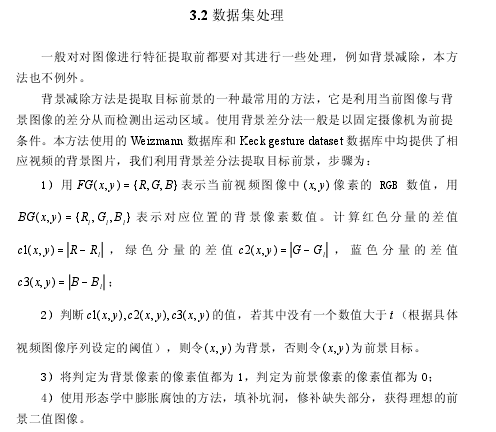 3.2 数据集处理
一般对对图像进行特征提取前都要对其进行一些处理，例如背景减除，本方
法也不例外。
背景减除方法是提取目标前景的一种最常用的方法，它是利用当前图像与背
景图像的差分从而检测出运动区域。使用背景差分法一般是以固定摄像机为前提
条件。本方法使用的 Weizmann 数据库和 Keck gesture dataset 数据库中均提供了相
应视频的背景图片，我们利用背景差分法提取目标前景，步骤为：
1）用 FG(x,y) = {R,G,B} 表示当前视频图像中 (x,y) 像素的 RGB 数值，用
BG(x,y) = {R_l,G_l,B_l} 表示对应位置的背景像素数值。计算红色分量的差值
c1(x,y) = |R − R_l|，绿色分量的差值 c2(x,y) = |G − G_l|，蓝色分量的差值
c3(x,y) = |B − B_l|；
2）判断 c1(x,y),c2(x,y),c3(x,y) 的值，若其中没有一个数值大于 t（根据具体
视频图像序列设定的阈值），则令 (x,y) 为背景，否则令 (x,y) 为前景目标。
3）将判定为背景像素的像素值都为 1，判定为前景像素的像素值都为 0；
4）使用形态学中膨胀腐蚀的方法，填补坑洞，修补缺失部分，获得理想的前
景二值图像。